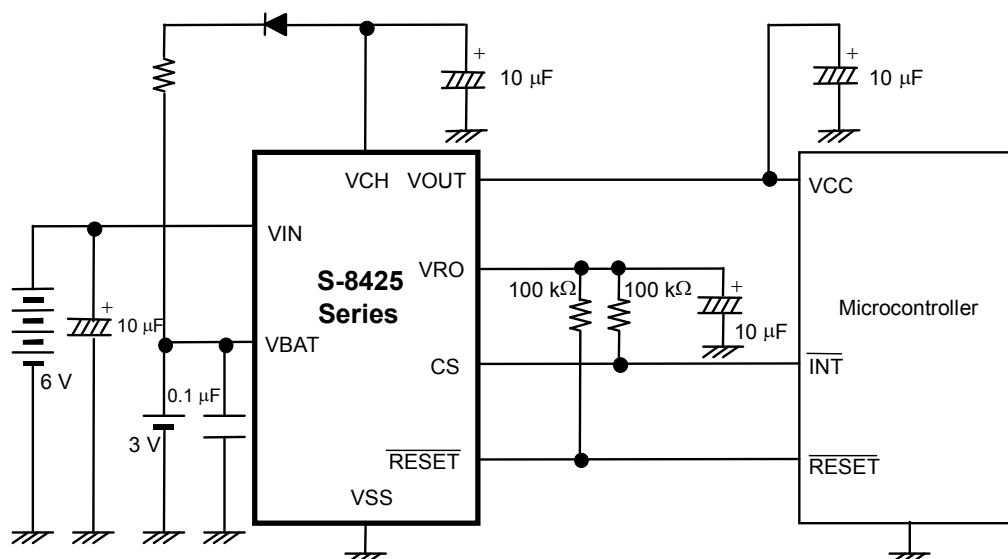 +
10 μF
+
10 μF
VCH VOUT
VCC
VIN
S-8425
Series
VRO
100 kΩ 100 kΩ
+
10 μF
+
10 μF
Microcontroller
VBAT
CS
INT
6 V
0.1 μF
3 V
RESET
RESET
VSS